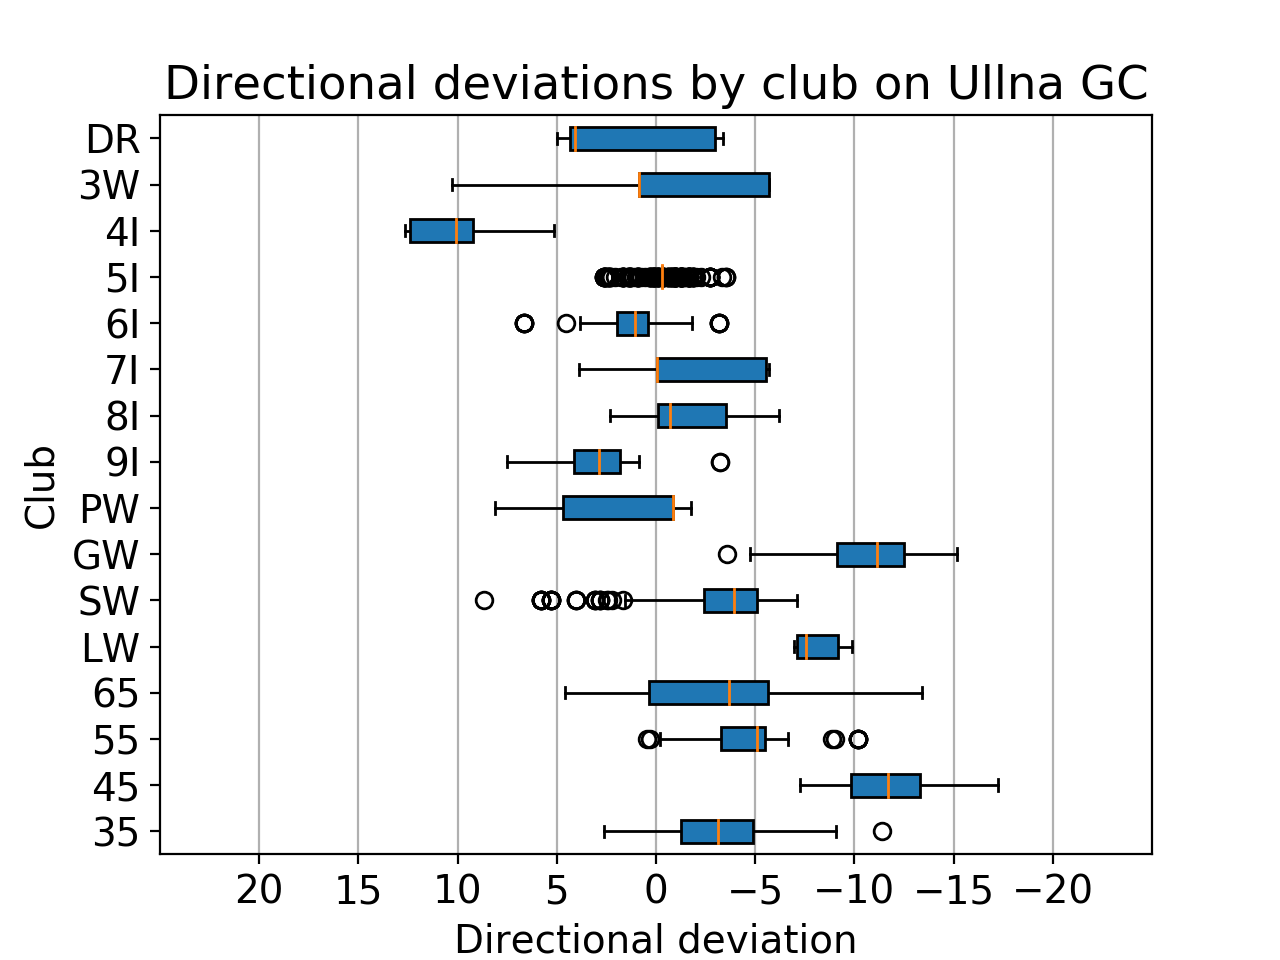 Directional deviations by club on Ullna GC
DR
3W
4I
5I
6I
7I
8I
9I
PW
GW
SW
LW
65
55
45
35
Club
20 15 10 5 0 −5 −10 −15 −20
Directional deviation